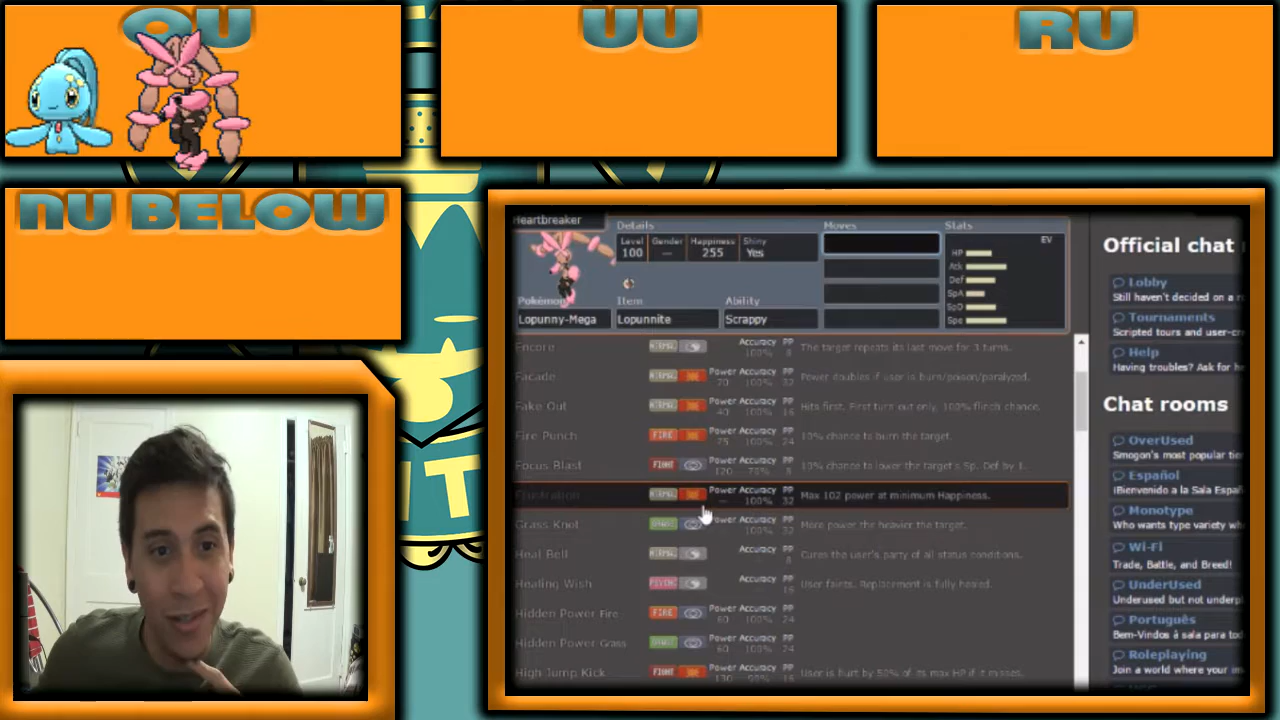 OU
UU
RU
NU BELOW
Heartbreaker
Details
Moves
Stats
Level Gender Happiness Shiny
EV
100 — 255 Yes
HP
Atk
Def
SpA
SpD
Spe
Pokémon Item Ability
Lopunny-Mega Lopunnite Scrappy
Encore NORMAL Accuracy 100% PP 8 The target repeats its last move for 3 turns.
Facade NORMAL Power 70 Accuracy 100% PP 32 Power doubles if user is burn/poison/paralyzed.
Fake Out NORMAL Power 40 Accuracy 100% PP 16 Hits first. First turn out only. 100% flinch chance.
Fire Punch FIRE Power 75 Accuracy 100% PP 24 10% chance to burn the target.
Focus Blast FIGHT Power 120 Accuracy 70% PP 8 10% chance to lower the target's Sp. Def by 1.
Frustration NORMAL Power — Accuracy 100% PP 32 Max 102 power at minimum Happiness.
Grass Knot GRASS Power Accuracy 100% PP 32 More power the heavier the target.
Heal Bell NORMAL Accuracy PP 8 Cures the user's party of all status conditions.
Healing Wish PSYCH PP 16 User faints. Replacement is fully healed.
Hidden Power Fire FIRE Power 60 Accuracy 100% PP 24
Hidden Power Grass GRASS Power 60 Accuracy 100% PP 24
High Jump Kick FIGHT Power 130 Accuracy 90% PP 16 User is hurt by 50% of its max HP if it misses.
Official chat
Lobby
Still haven't decided on a
Tournaments
Scripted tours and user-cr
Help
Having troubles? Ask for h
Chat rooms
OverUsed
Smogon's most popular tie
Español
¡Bienvenido a la Sala Españ
Monotype
Who wants type variety w
Wi-Fi
Trade, Battle, and Breed!
UnderUsed
Underused but not underp
Português
Bem-Vindos à sala para to
Roleplaying
Join a world where your im